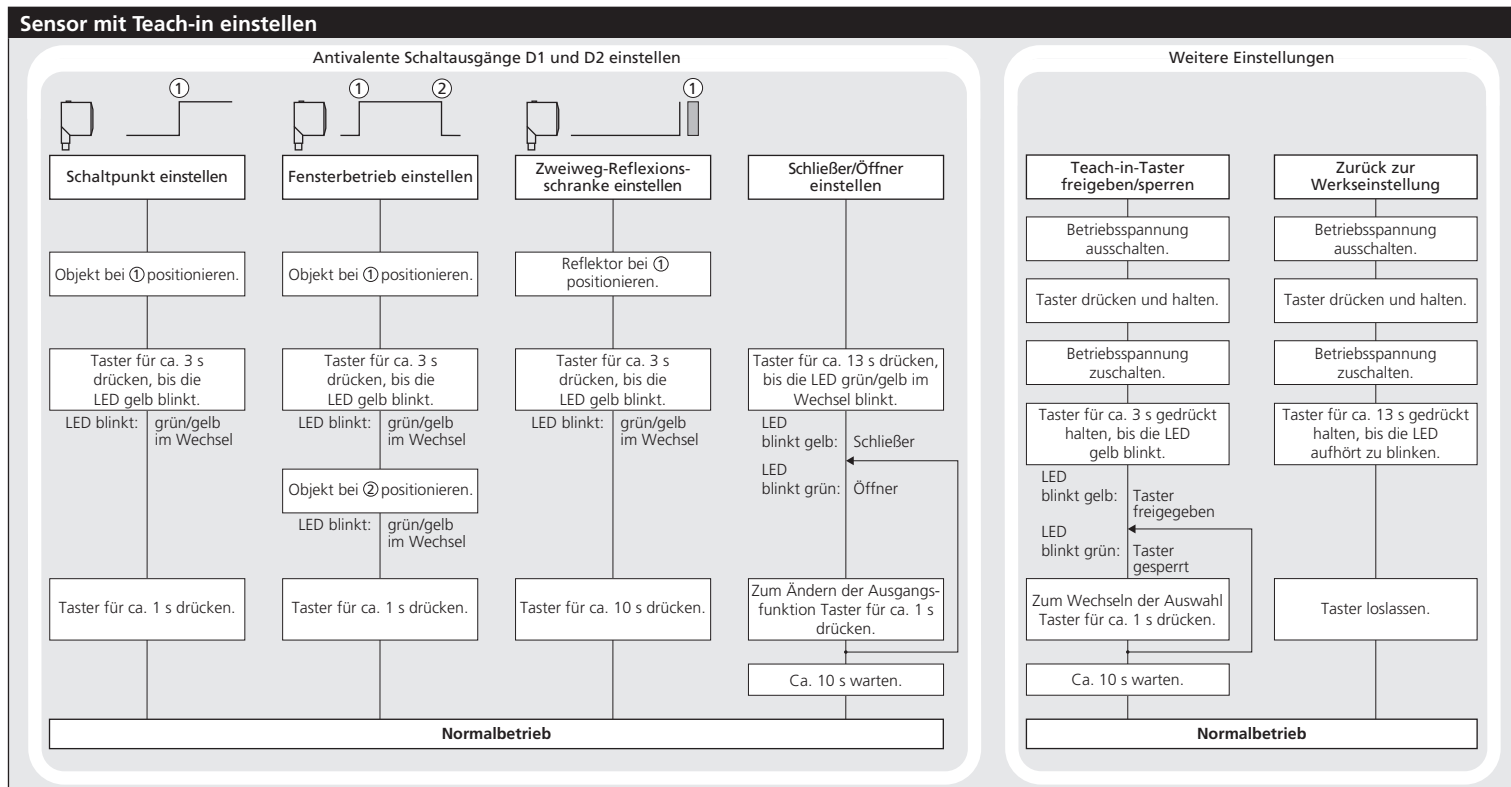 Sensor mit Teach-in einstellen
Antivalente Schaltausgänge D1 und D2 einstellen
①
Schaltpunkt einstellen
Objekt bei ① positionieren.
Taster für ca. 3 s
drücken, bis die
LED gelb blinkt.
LED blinkt: grün/gelb
im Wechsel
Taster für ca. 1 s drücken.
① ②
Fensterbetrieb einstellen
Objekt bei ① positionieren.
Taster für ca. 3 s
drücken, bis die
LED gelb blinkt.
LED blinkt: grün/gelb
im Wechsel
Objekt bei ② positionieren.
LED blinkt: grün/gelb
im Wechsel
Taster für ca. 1 s drücken.
①
Zweiweg-Reflexions-
schranke einstellen
Reflektor bei ①
positionieren.
Taster für ca. 3 s
drücken, bis die
LED gelb blinkt.
LED blinkt: grün/gelb
im Wechsel
Taster für ca. 10 s drücken.
Schließer/Öffner
einstellen
Taster für ca. 13 s drücken,
bis die LED grün/gelb im
Wechsel blinkt.
LED
blinkt gelb: Schließer
LED
blinkt grün: Öffner
Zum Ändern der Ausgangs-
funktion Taster für ca. 1 s
drücken.
Ca. 10 s warten.
Normalbetrieb
Weitere Einstellungen
Teach-in-Taster
freigeben/sperren
Betriebsspannung
ausschalten.
Taster drücken und halten.
Betriebsspannung
zuschalten.
Taster für ca. 3 s gedrückt
halten, bis die LED
gelb blinkt.
LED
blinkt gelb: Taster
freigegeben
LED
blinkt grün: Taster
gesperrt
Zum Wechseln der Auswahl
Taster für ca. 1 s drücken.
Ca. 10 s warten.
Zurück zur
Werkseinstellung
Betriebsspannung
ausschalten.
Taster drücken und halten.
Betriebsspannung
zuschalten.
Taster für ca. 13 s gedrückt
halten, bis die LED
aufhört zu blinken.
Taster loslassen.
Normalbetrieb